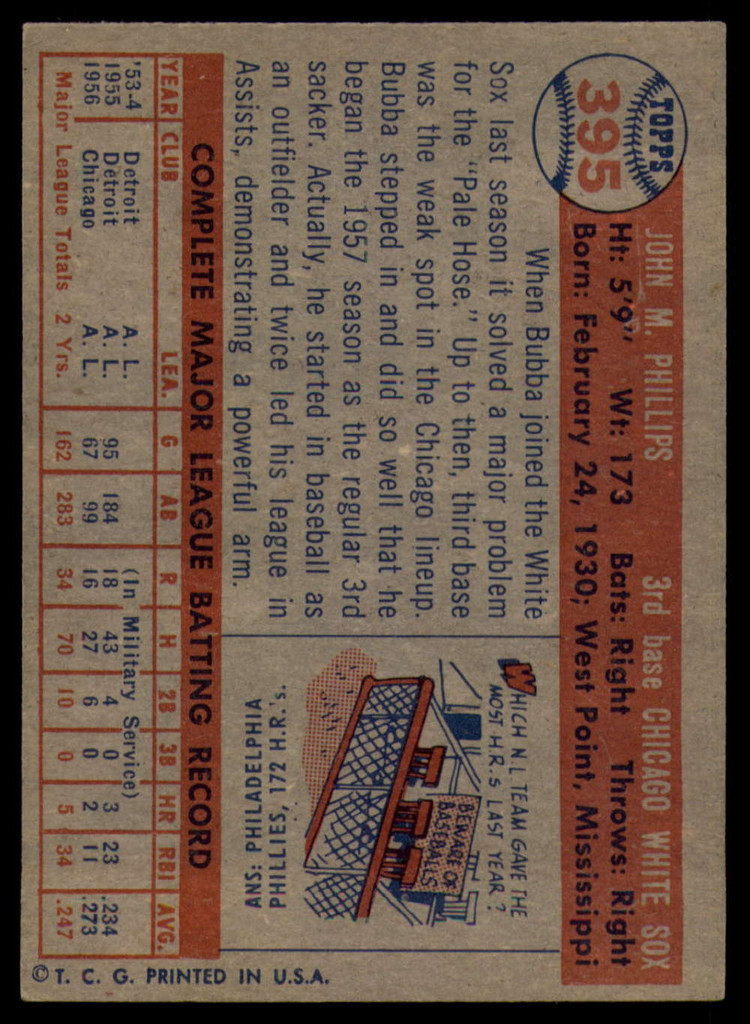 TOPPS
395
JOHN M. PHILLIPS 3rd base CHICAGO WHITE SOX
Ht: 5'9" Wt: 173 Bats: Right Throws: Right
Born: February 24, 1930; West Point, Mississippi
When Bubba joined the White
Sox last season it solved a major problem
for the "Pale Hose." Up to then, third base
was the weak spot in the Chicago lineup.
Bubba stepped in and did so well that he
began the 1957 season as the regular 3rd
sacker. Actually, he started in baseball as
an outfielder and twice led his league in
Assists, demonstrating a powerful arm.
WHICH N.L TEAM GAVE THE
MOST H.R.s LAST YEAR?
BEWARE OF
BASEBALLS
ANS: PHILADELPHIA
PHILLIES, 172 H.R.'s.
COMPLETE MAJOR LEAGUE BATTING RECORD
YEAR CLUB LEA. G AB R H 2B 3B HR RBI AVG.
'53-4 Detroit A. L. (In Military Service)
1955 Detroit A. L. 95 184 18 43 4 0 3 23 .234
1956 Chicago A. L. 67 99 16 27 6 0 2 11 .273
Major League Totals 2 Yrs. 162 283 34 70 10 0 5 34 .247
© T. C. G. PRINTED IN U.S.A.